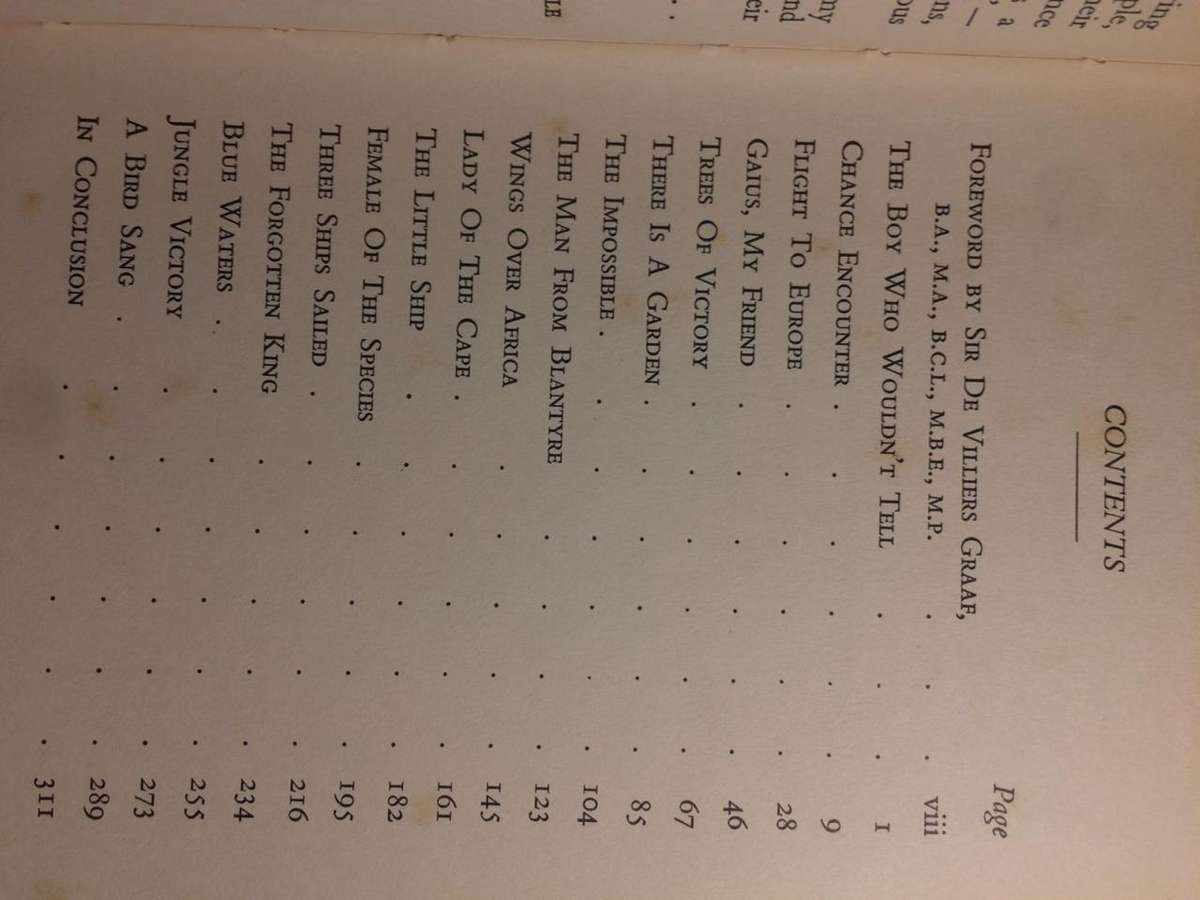 CONTENTS
Page
FOREWORD BY SIR DE VILLIERS GRAAF,
B.A., M.A., B.C.L., M.B.E., M.P. . . . viii
THE BOY WHO WOULDN'T TELL . . . 1
CHANCE ENCOUNTER . . . . . . 9
FLIGHT TO EUROPE . . . . . . 28
GAIUS, MY FRIEND . . . . . . 46
TREES OF VICTORY . . . . . . 67
THERE IS A GARDEN . . . . . . 85
THE IMPOSSIBLE . . . . . . . 104
THE MAN FROM BLANTYRE . . . . 123
WINGS OVER AFRICA . . . . . 145
LADY OF THE CAPE . . . . . . 161
THE LITTLE SHIP . . . . . . 182
FEMALE OF THE SPECIES . . . . . 195
THREE SHIPS SAILED . . . . . . 216
THE FORGOTTEN KING . . . . . 234
BLUE WATERS . . . . . . . 255
JUNGLE VICTORY . . . . . . 273
A BIRD SANG . . . . . . . 289
IN CONCLUSION . . . . . . 311